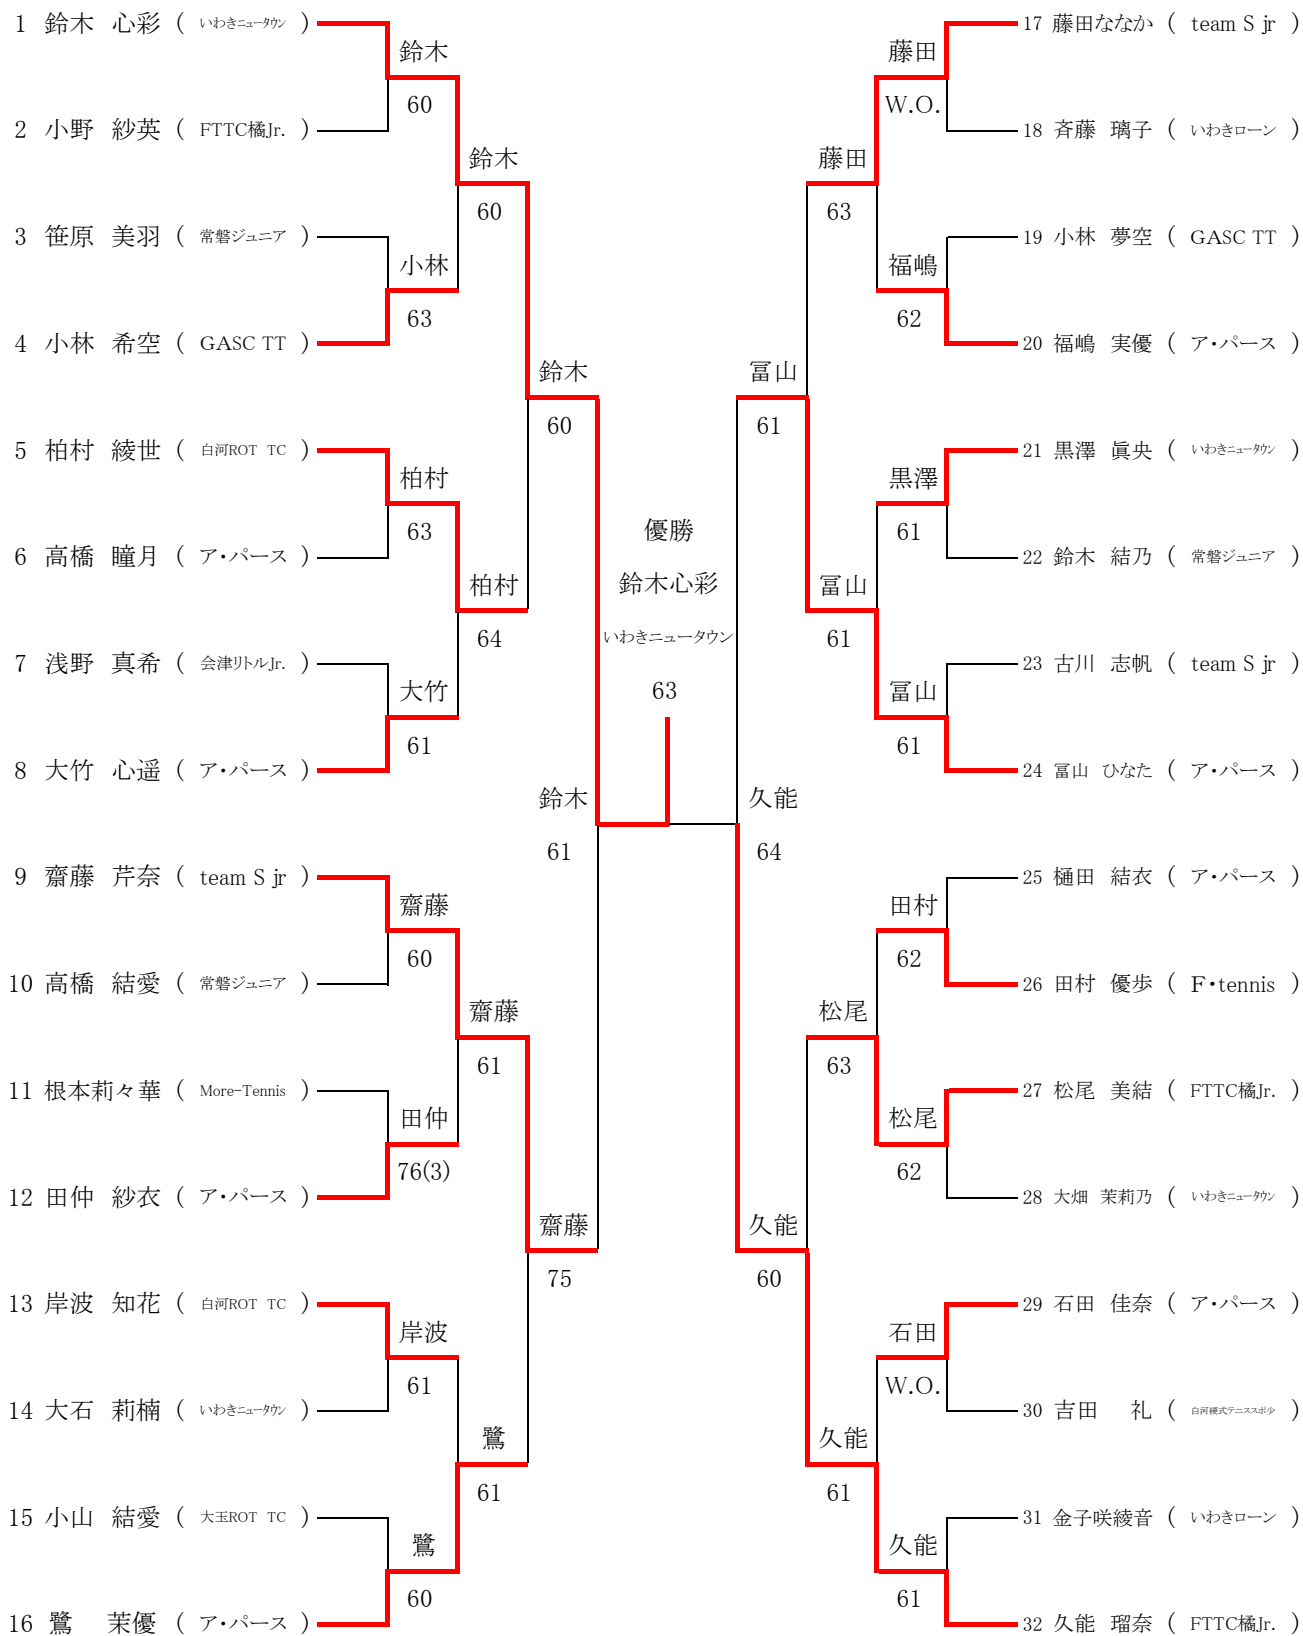 1 鈴木 心彩 ( いわきニュータウン )
鈴木
60
2 小野 紗英 ( FTTC橘Jr. )
鈴木
60
3 笹原 美羽 ( 常磐ジュニア )
小林
63
4 小林 希空 ( GASC TT )
鈴木
60
5 柏村 綾世 ( 白河ROT TC )
柏村
63
6 高橋 瞳月 ( ア・パース )
柏村
64
7 浅野 真希 ( 会津リトルJr. )
大竹
61
8 大竹 心遥 ( ア・パース )
鈴木
61
9 齋藤 芹奈 ( team S jr )
齋藤
60
10 高橋 結愛 ( 常磐ジュニア )
齋藤
61
11 根本莉々華 ( More-Tennis )
田仲
76(3)
12 田仲 紗衣 ( ア・パース )
齋藤
75
13 岸波 知花 ( 白河ROT TC )
岸波
61
14 大石 莉楠 ( いわきニュータウン )
鷺
61
15 小山 結愛 ( 大玉ROT TC )
鷺
60
16 鷺 茉優 ( ア・パース )
優勝
鈴木心彩
いわきニュータウン
63
17 藤田ななか ( team S jr )
藤田
W.O.
18 斉藤 璃子 ( いわきローン )
藤田
63
19 小林 夢空 ( GASC TT )
福嶋
62
20 福嶋 実優 ( ア・パース )
冨山
61
21 黒澤 眞央 ( いわきニュータウン )
黒澤
61
22 鈴木 結乃 ( 常磐ジュニア )
冨山
61
23 古川 志帆 ( team S jr )
冨山
61
24 冨山 ひなた ( ア・パース )
久能
64
25 樋田 結衣 ( ア・パース )
田村
62
26 田村 優歩 ( F・tennis )
松尾
63
27 松尾 美結 ( FTTC橘Jr. )
松尾
62
28 大畑 茉莉乃 ( いわきニュータウン )
久能
60
29 石田 佳奈 ( ア・パース )
石田
W.O.
30 吉田 礼 ( 白河硬式テニススポ少 )
久能
61
31 金子咲綾音 ( いわきローン )
久能
61
32 久能 瑠奈 ( FTTC橘Jr. )